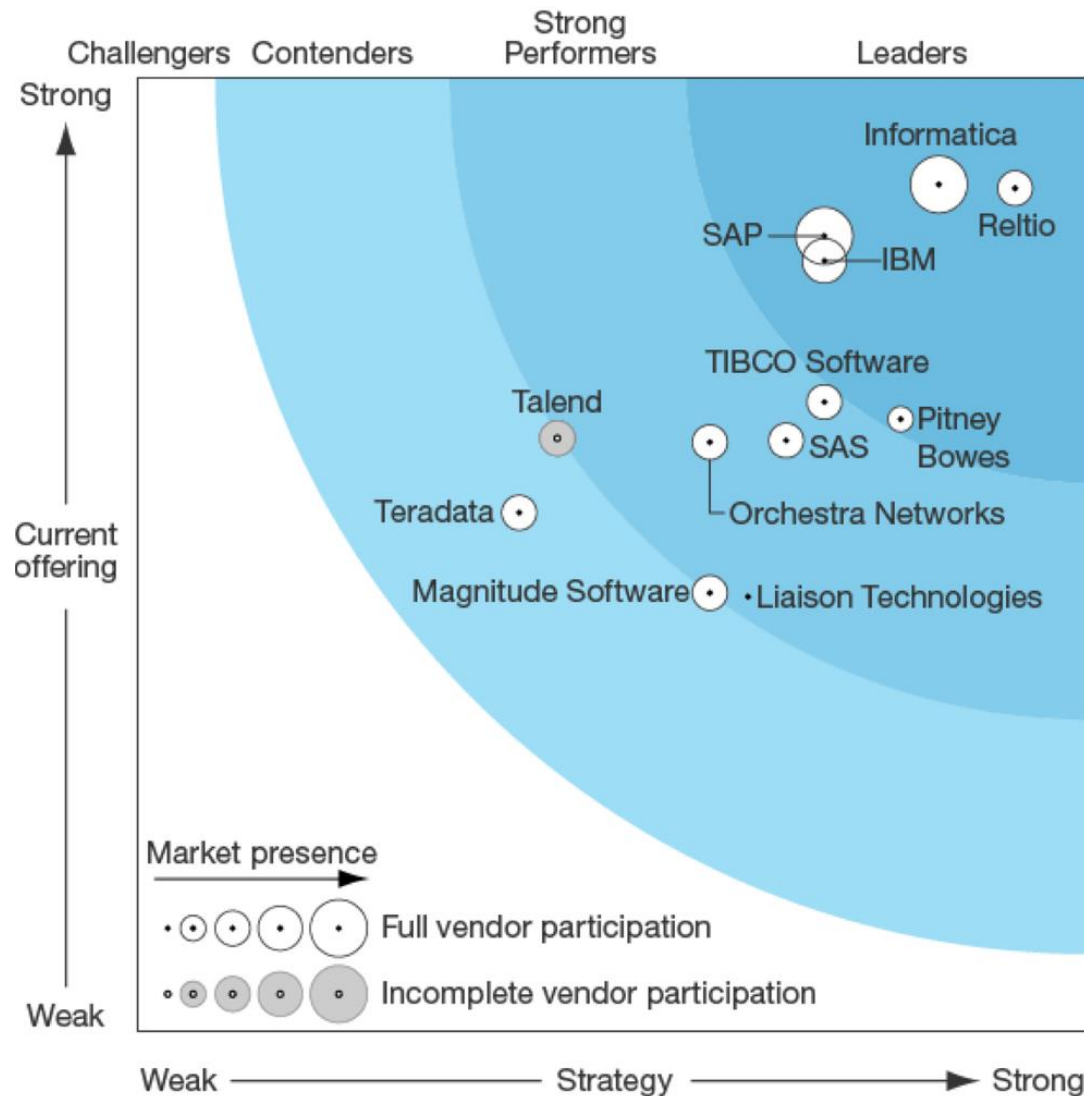 Strong
Challengers Contenders Performers Leaders
Strong
Informatica
Reltio
SAP
IBM
TIBCO Software
Talend
Pitney
Bowes
SAS
Teradata
Orchestra Networks
Current
offering
Magnitude Software
Liaison Technologies
Market presence
Full vendor participation
Incomplete vendor participation
Weak
Weak Strategy Strong